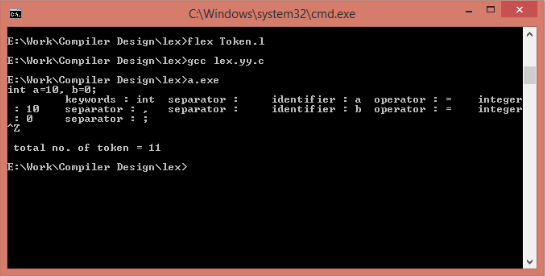 C:\Windows\system32\cmd.exe
E:\Work\Compiler Design\lex>flex Token.l
E:\Work\Compiler Design\lex>gcc lex.yy.c
E:\Work\Compiler Design\lex>a.exe
int a=10, b=0;
keywords : int separator : identifier : a operator : = integer
: 10 separator : , separator : identifier : b operator : = integer
: 0 separator : ;
^Z
total no. of token = 11
E:\Work\Compiler Design\lex>